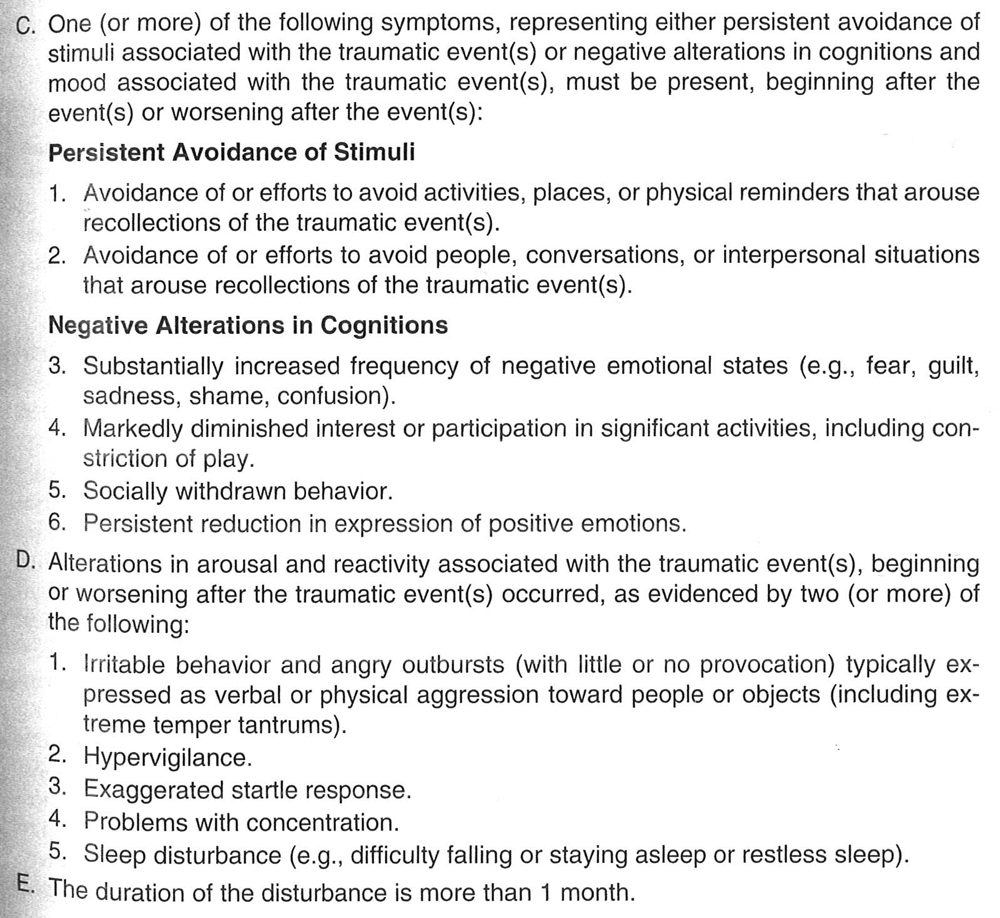 C. One (or more) of the following symptoms, representing either persistent avoidance of
stimuli associated with the traumatic event(s) or negative alterations in cognitions and
mood associated with the traumatic event(s), must be present, beginning after the
event(s) or worsening after the event(s):
Persistent Avoidance of Stimuli
1. Avoidance of or efforts to avoid activities, places, or physical reminders that arouse
recollections of the traumatic event(s).
2. Avoidance of or efforts to avoid people, conversations, or interpersonal situations
that arouse recollections of the traumatic event(s).
Negative Alterations in Cognitions
3. Substantially increased frequency of negative emotional states (e.g., fear, guilt,
sadness, shame, confusion).
4. Markedly diminished interest or participation in significant activities, including con-
striction of play.
5. Socially withdrawn behavior.
6. Persistent reduction in expression of positive emotions.
D. Alterations in arousal and reactivity associated with the traumatic event(s), beginning
or worsening after the traumatic event(s) occurred, as evidenced by two (or more) of
the following:
1. Irritable behavior and angry outbursts (with little or no provocation) typically ex-
pressed as verbal or physical aggression toward people or objects (including ex-
treme temper tantrums).
2. Hypervigilance.
3. Exaggerated startle response.
4. Problems with concentration.
5. Sleep disturbance (e.g., difficulty falling or staying asleep or restless sleep).
E. The duration of the disturbance is more than 1 month.